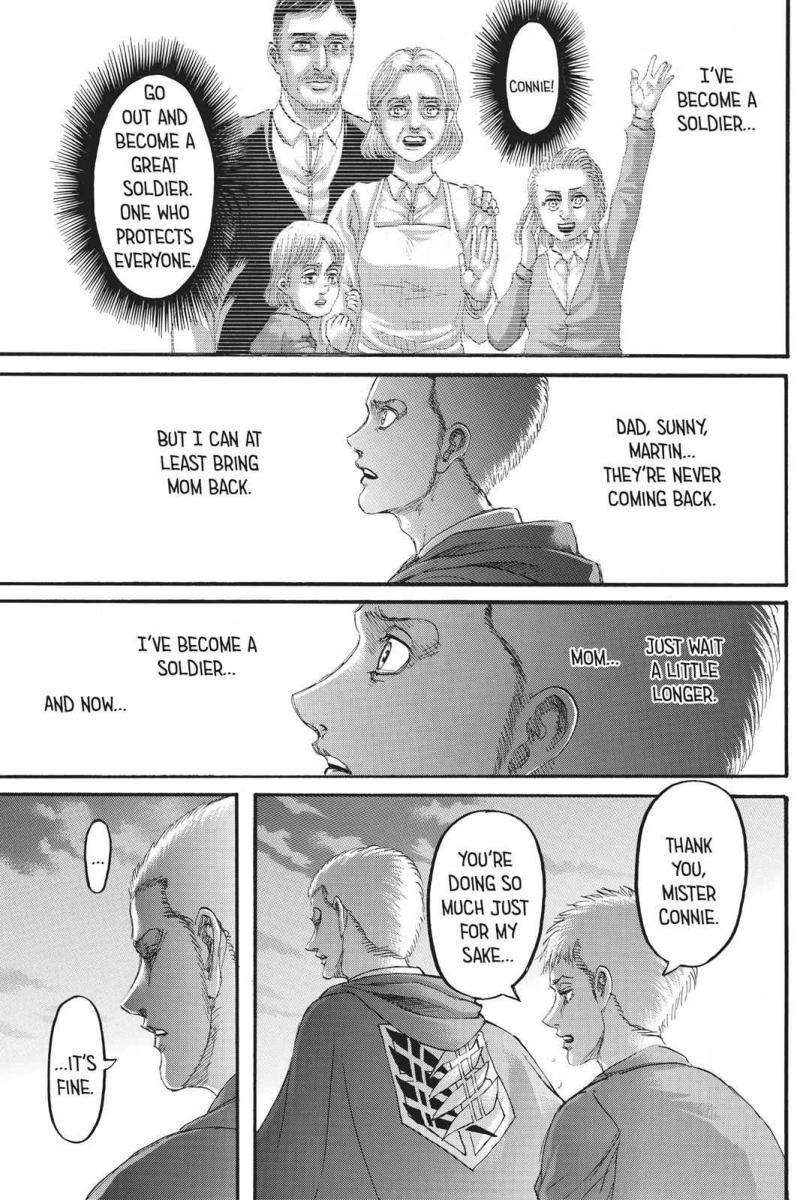 I'VE
BECOME A
SOLDIER...
CONNIE!
GO
OUT AND
BECOME A
GREAT
SOLDIER.
ONE WHO
PROTECTS
EVERYONE.
DAD, SUNNY,
MARTIN...
THEY'RE NEVER
COMING BACK.
BUT I CAN AT
LEAST BRING
MOM BACK.
JUST WAIT
A LITTLE
LONGER.
MOM...
I'VE BECOME A
SOLDIER...
AND NOW...
THANK
YOU,
MISTER
CONNIE.
YOU'RE
DOING SO
MUCH JUST
FOR MY
SAKE...
...
...IT'S
FINE.